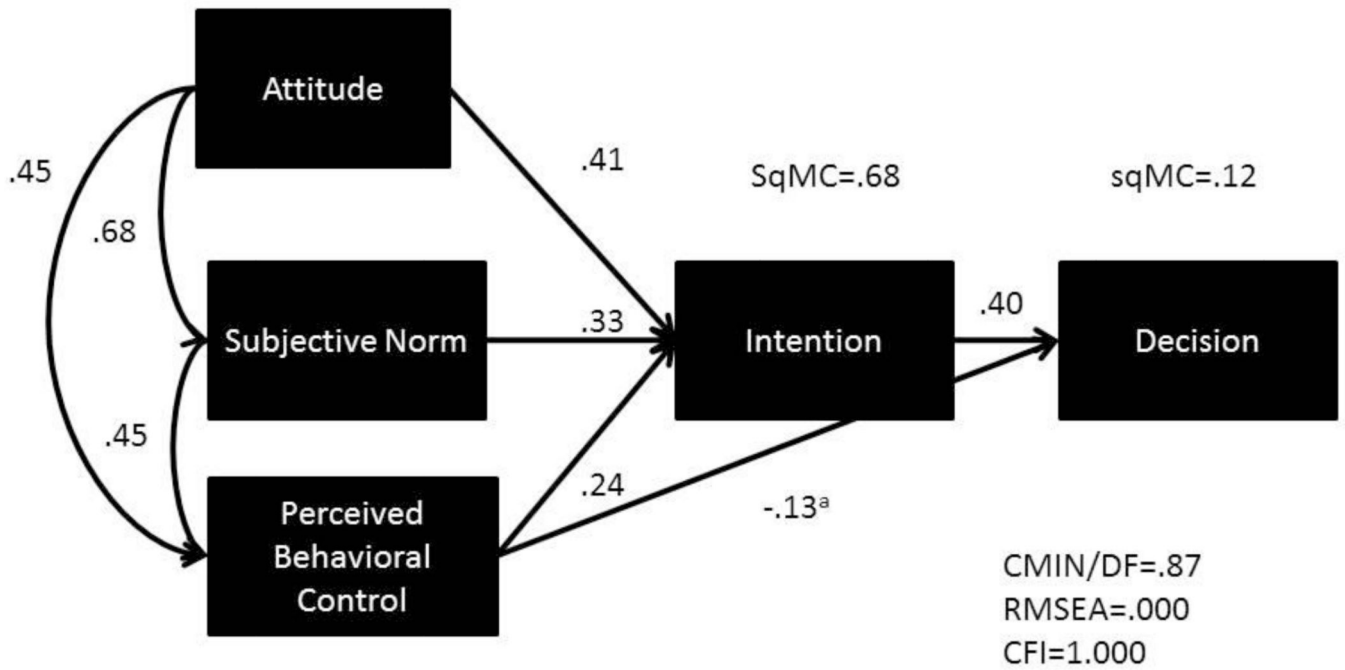 Attitude
.45
.41
SqMC=.68
sqMC=.12
.68
Subjective Norm
.33
Intention
.40
Decision
.45
Perceived
Behavioral
Control
.24
-.13ᵃ
CMIN/DF=.87
RMSEA=.000
CFI=1.000